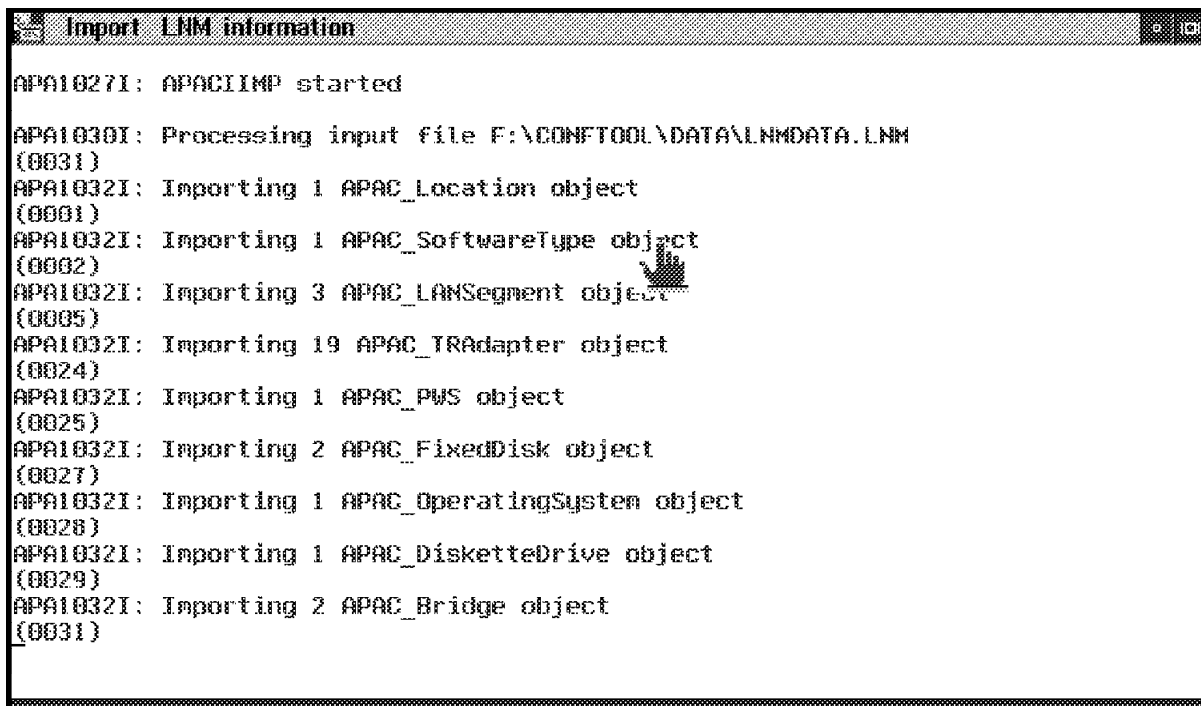 Import LNM information
APA1027I: APACIIMP started
APA1030I: Processing input file F:\CONFTOOL\DATA\LNMDATA.LNM
(0031)
APA1032I: Importing 1 APAC_Location object
(0001)
APA1032I: Importing 1 APAC_SoftwareType object
(0002)
APA1032I: Importing 3 APAC_LANSegment object
(0005)
APA1032I: Importing 19 APAC_TRAdapter object
(0024)
APA1032I: Importing 1 APAC_PWS object
(0025)
APA1032I: Importing 2 APAC_FixedDisk object
(0027)
APA1032I: Importing 1 APAC_OperatingSystem object
(0028)
APA1032I: Importing 1 APAC_DisketteDrive object
(0029)
APA1032I: Importing 2 APAC_Bridge object
(0031)